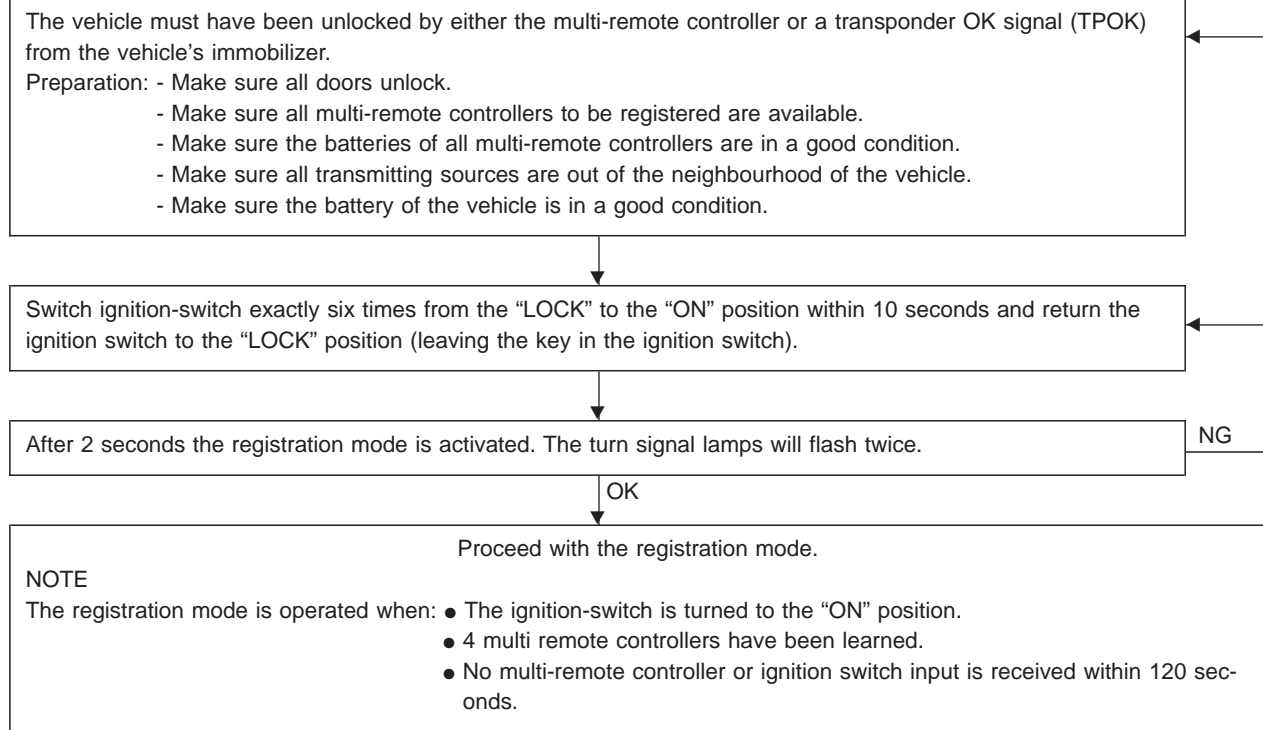 The vehicle must have been unlocked by either the multi-remote controller or a transponder OK signal (TPOK)
from the vehicle’s immobilizer.
Preparation: - Make sure all doors unlock.
- Make sure all multi-remote controllers to be registered are available.
- Make sure the batteries of all multi-remote controllers are in a good condition.
- Make sure all transmitting sources are out of the neighbourhood of the vehicle.
- Make sure the battery of the vehicle is in a good condition.
Switch ignition-switch exactly six times from the “LOCK” to the “ON” position within 10 seconds and return the
ignition switch to the “LOCK” position (leaving the key in the ignition switch).
After 2 seconds the registration mode is activated. The turn signal lamps will flash twice.
NG
OK
Proceed with the registration mode.
NOTE
The registration mode is operated when: ● The ignition-switch is turned to the “ON” position.
● 4 multi remote controllers have been learned.
● No multi-remote controller or ignition switch input is received within 120 sec-
onds.